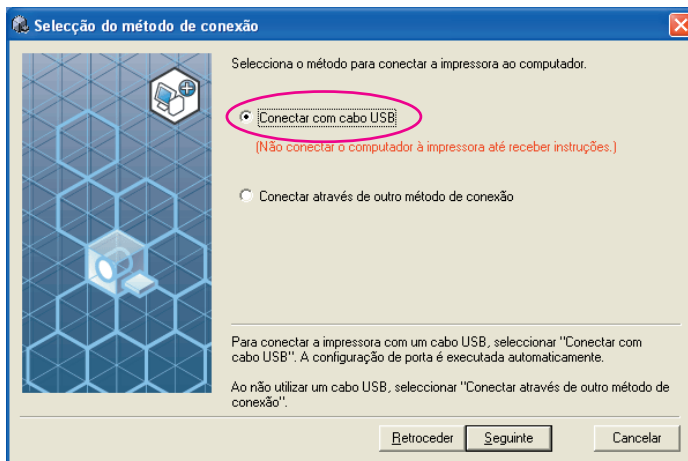 Selecção do método de conexão
Selecciona o método para conectar a impressora ao computador.
Conectar com cabo USB
(Não conectar o computador à impressora até receber instruções.)
Conectar através de outro método de conexão
Para conectar a impressora com um cabo USB, seleccionar "Conectar com
cabo USB". A configuração de porta é executada automaticamente.
Ao não utilizar um cabo USB, seleccionar "Conectar através de outro método de
conexão".
Retroceder
Seguinte
Cancelar